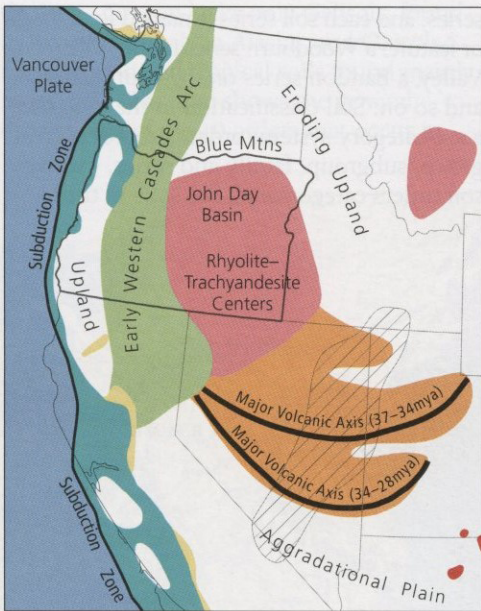 Vancouver
Plate
Subduction Zone
Upland
Early Western Cascades Arc
Blue Mtns
John Day
Basin
Rhyolite–
Trachyandesite
Centers
Eroding
Upland
Major Volcanic Axis (37–34mya)
Major Volcanic Axis (34–28mya)
Subduction Zone
Aggradational Plain